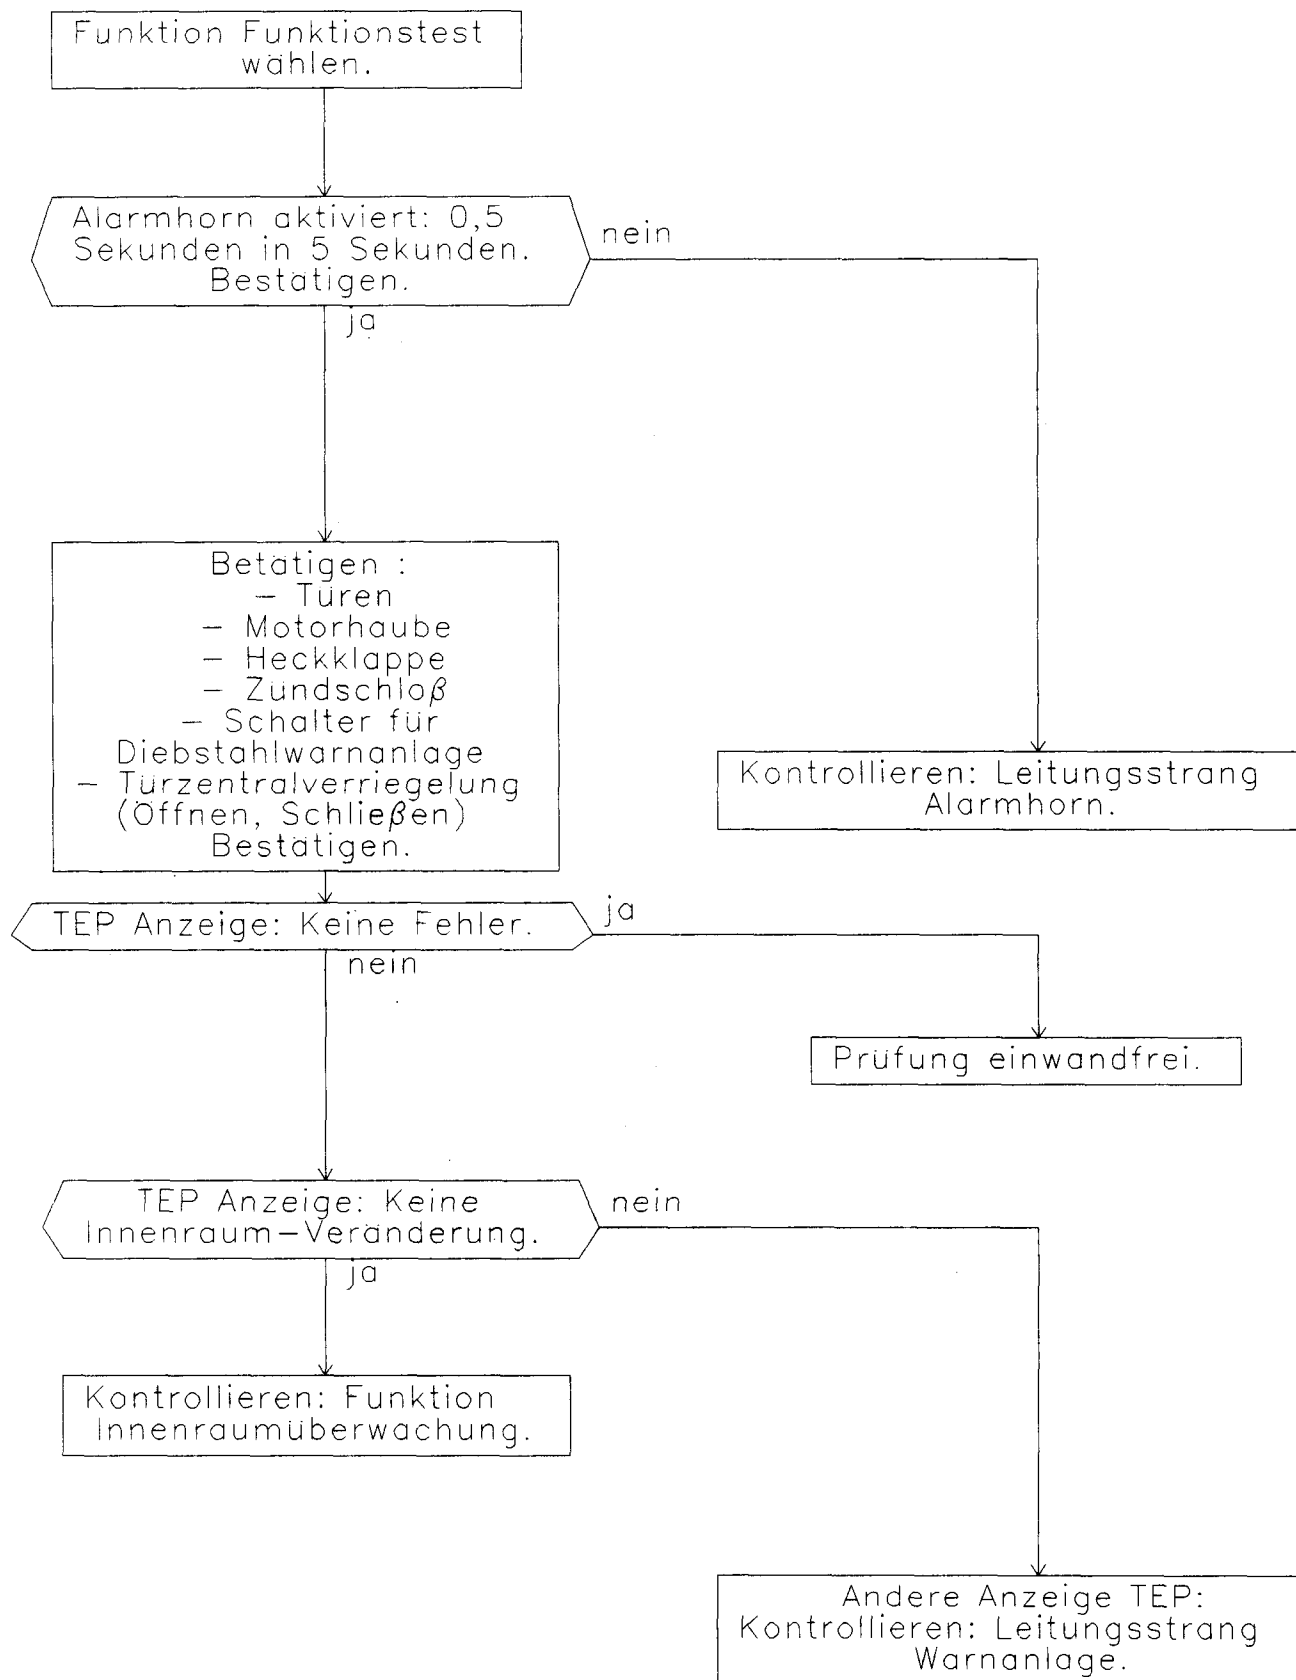 Funktion Funktionstest
wählen.
Alarmhorn aktiviert: 0,5
Sekunden in 5 Sekunden.
Bestätigen.
nein
ja
Betätigen :
– Türen
– Motorhaube
– Heckklappe
– Zündschloß
– Schalter für
Diebstahlwarnanlage
– Türzentralverriegelung
(Öffnen, Schließen)
Bestätigen.
Kontrollieren: Leitungsstrang
Alarmhorn.
TEP Anzeige: Keine Fehler.
ja
nein
Prüfung einwandfrei.
TEP Anzeige: Keine
Innenraum–Veränderung.
nein
ja
Kontrollieren: Funktion
Innenraumüberwachung.
Andere Anzeige TEP:
Kontrollieren: Leitungsstrang
Warnanlage.